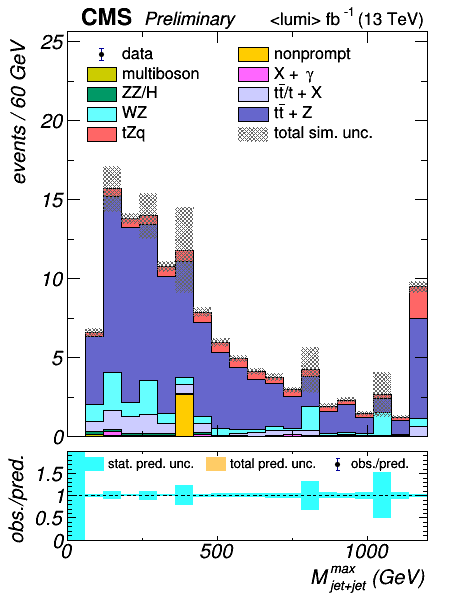 CMS Preliminary <lumi> fb⁻¹ (13 TeV)
events / 60 GeV
25
20
15
10
5
0
data
multiboson
ZZ/H
WZ
tZq
nonprompt
X + γ
tt̄/t + X
tt̄ + Z
total sim. unc.
obs./pred.
1.5
1
0.5
0
stat. pred. unc. total pred. unc. obs./pred.
0 500 1000
M^max_jet+jet (GeV)